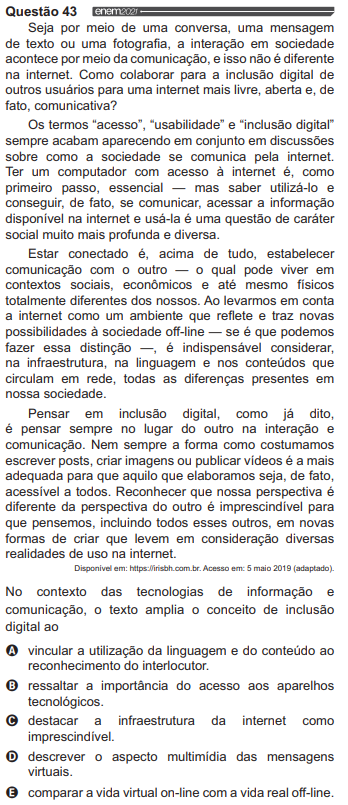 Questão 43 enem2021
Seja por meio de uma conversa, uma mensagem
de texto ou uma fotografia, a interação em sociedade
acontece por meio da comunicação, e isso não é diferente
na internet. Como colaborar para a inclusão digital de
outros usuários para uma internet mais livre, aberta e, de
fato, comunicativa?
Os termos “acesso”, “usabilidade” e “inclusão digital”
sempre acabam aparecendo em conjunto em discussões
sobre como a sociedade se comunica pela internet.
Ter um computador com acesso à internet é, como
primeiro passo, essencial — mas saber utilizá-lo e
conseguir, de fato, se comunicar, acessar a informação
disponível na internet e usá-la é uma questão de caráter
social muito mais profunda e diversa.
Estar conectado é, acima de tudo, estabelecer
comunicação com o outro — o qual pode viver em
contextos sociais, econômicos e até mesmo físicos
totalmente diferentes dos nossos. Ao levarmos em conta
a internet como um ambiente que reflete e traz novas
possibilidades à sociedade off-line — se é que podemos
fazer essa distinção —, é indispensável considerar,
na infraestrutura, na linguagem e nos conteúdos que
circulam em rede, todas as diferenças presentes em
nossa sociedade.
Pensar em inclusão digital, como já dito,
é pensar sempre no lugar do outro na interação e
comunicação. Nem sempre a forma como costumamos
escrever posts, criar imagens ou publicar vídeos é a mais
adequada para que aquilo que elaboramos seja, de fato,
acessível a todos. Reconhecer que nossa perspectiva é
diferente da perspectiva do outro é imprescindível para
que pensemos, incluindo todos esses outros, em novas
formas de criar que levem em consideração diversas
realidades de uso na internet.
Disponível em: https://irisbh.com.br. Acesso em: 5 maio 2019 (adaptado).
No contexto das tecnologias de informação e
comunicação, o texto amplia o conceito de inclusão
digital ao
A vincular a utilização da linguagem e do conteúdo ao
reconhecimento do interlocutor.
B ressaltar a importância do acesso aos aparelhos
tecnológicos.
C destacar a infraestrutura da internet como
imprescindível.
D descrever o aspecto multimídia das mensagens
virtuais.
E comparar a vida virtual on-line com a vida real off-line.